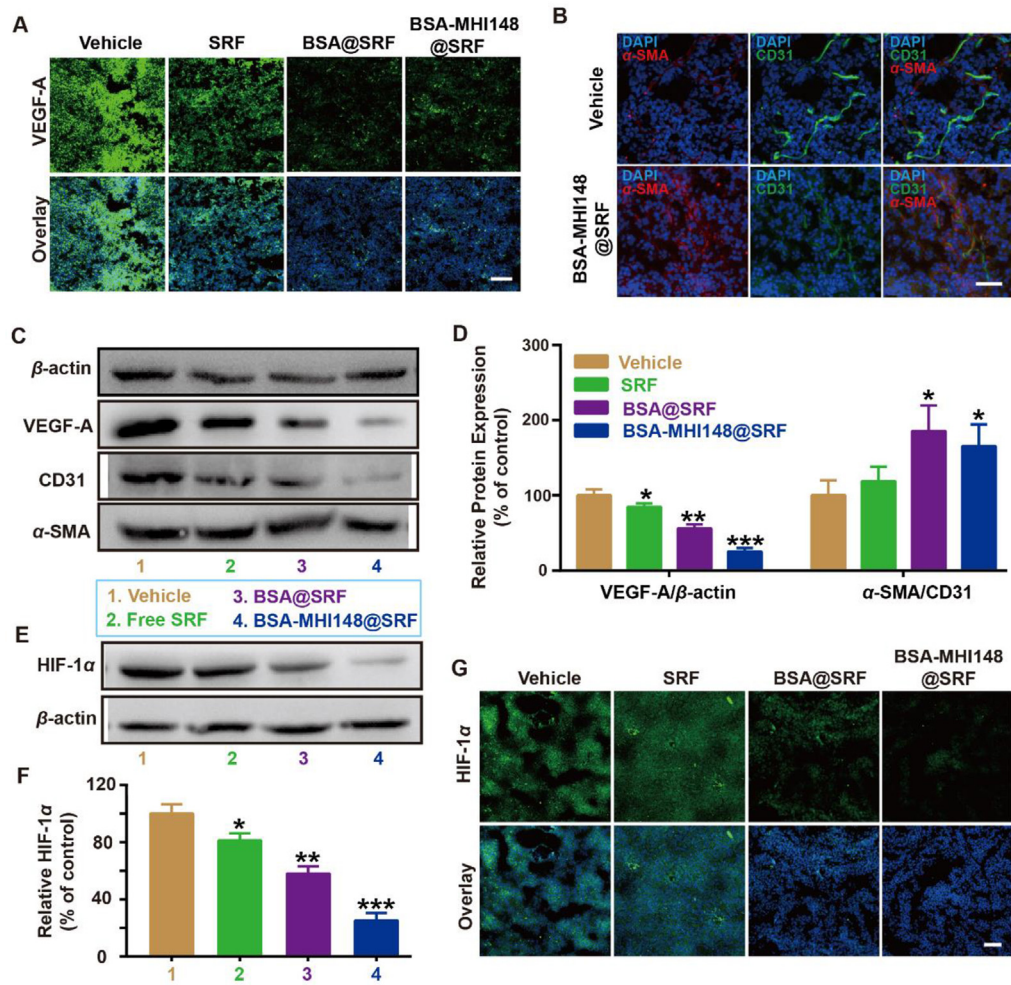 A
Vehicle
SRF
BSA@SRF
BSA-MHI148
@SRF
VEGF-A
Overlay
B
Vehicle
DAPI
α-SMA
DAPI
CD31
DAPI
CD31
α-SMA
BSA-MHI148
@SRF
DAPI
α-SMA
DAPI
CD31
DAPI
CD31
α-SMA
C
β-actin
VEGF-A
CD31
α-SMA
1 2 3 4
1. Vehicle
2. Free SRF
3. BSA@SRF
4. BSA-MHI148@SRF
D
Relative Protein Expression
(% of control)
300
200
100
0
Vehicle
SRF
BSA@SRF
BSA-MHI148@SRF
* ** *** * *
VEGF-A/β-actin
α-SMA/CD31
E
HIF-1α
β-actin
1 2 3 4
F
Relative HIF-1α
(% of control)
120
80
40
0
* ** ***
1 2 3 4
G
Vehicle
SRF
BSA@SRF
BSA-MHI148
@SRF
HIF-1α
Overlay